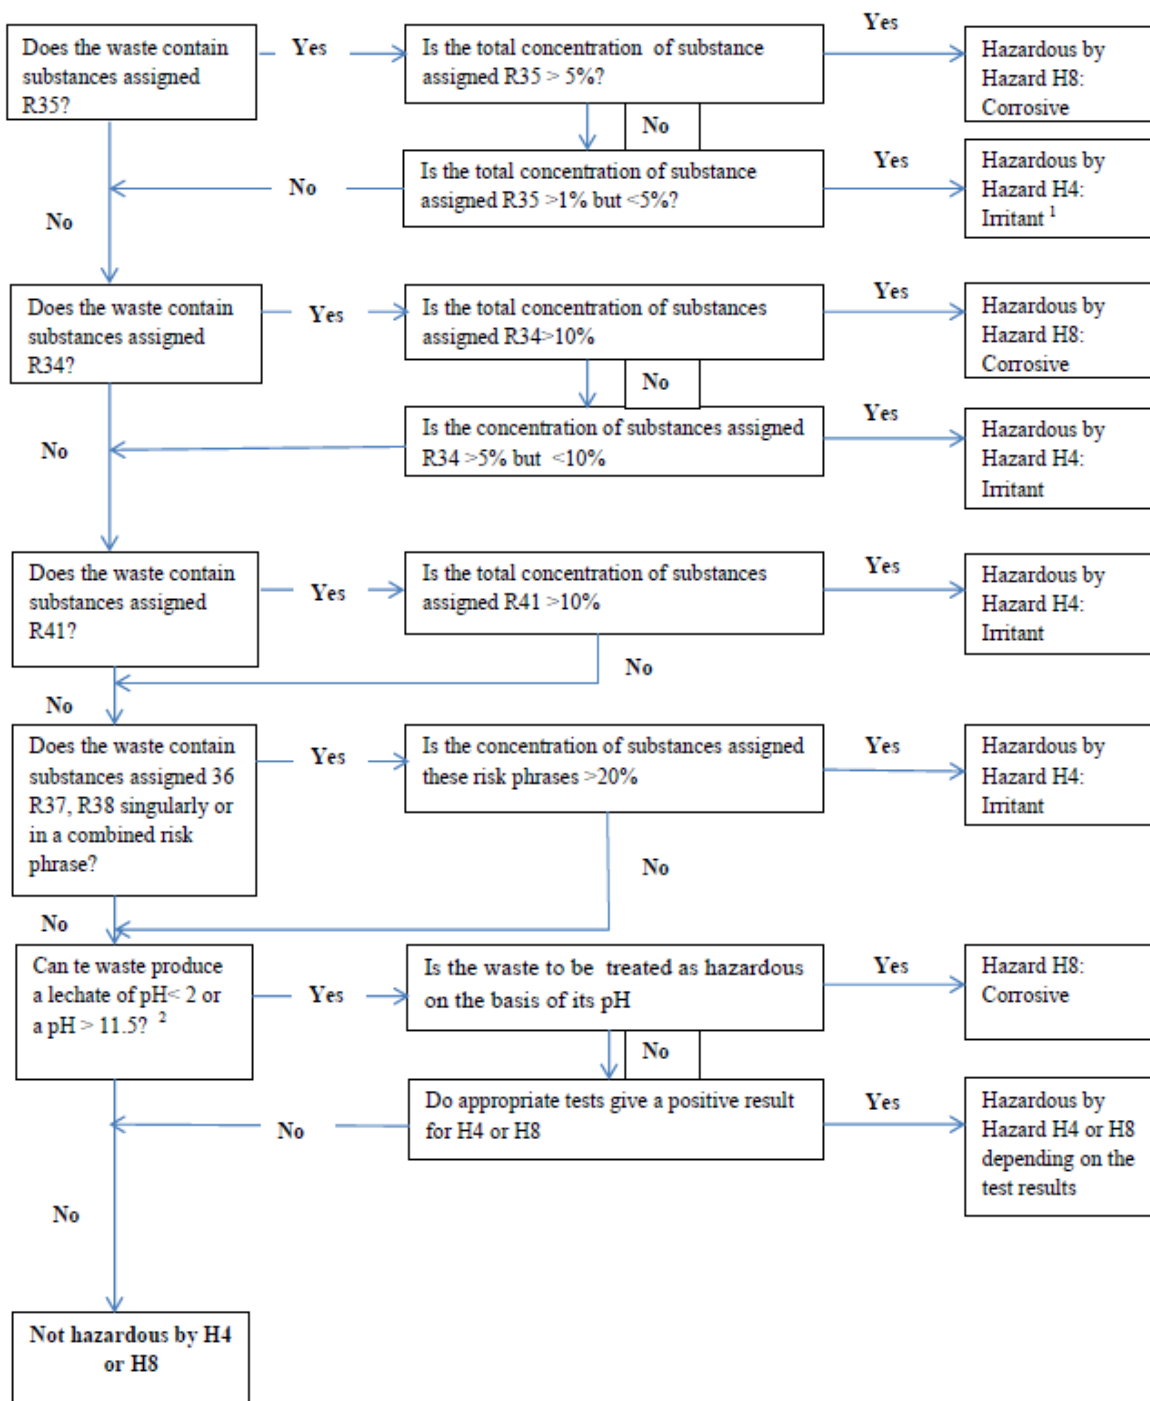 Does the waste contain
substances assigned
R35?
Yes
Is the total concentration  of substance
assigned R35 > 5%?
Yes
Hazardous by
Hazard H8:
Corrosive
No
Is the total concentration of substance
assigned R35 >1% but <5%?
Yes
Hazardous by
Hazard H4:
Irritant 1
No
No
Does the waste contain
substances assigned
R34?
Yes
Is the total concentration of substances
assigned R34>10%
Yes
Hazardous by
Hazard H8:
Corrosive
No
Is the concentration of substances assigned
R34 >5% but  <10%
Yes
Hazardous by
Hazard H4:
Irritant
No
Does the waste contain
substances assigned
R41?
Yes
Is the total concentration of substances
assigned R41 >10%
Yes
Hazardous by
Hazard H4:
Irritant
No
No
Does the waste contain
substances assigned 36
R37, R38 singularly or
in a combined risk
phrase?
Yes
Is the concentration of substances assigned
these risk phrases >20%
Yes
Hazardous by
Hazard H4:
Irritant
No
No
Can te waste produce
a lechate of pH< 2 or
a pH > 11.5? 2
Yes
Is the waste to be  treated as hazardous
on the basis of its pH
Yes
Hazard H8:
Corrosive
No
Do appropriate tests give a positive result
for H4 or H8
Yes
Hazardous by
Hazard H4 or H8
depending on the
test results
No
No
Not hazardous by H4
or H8